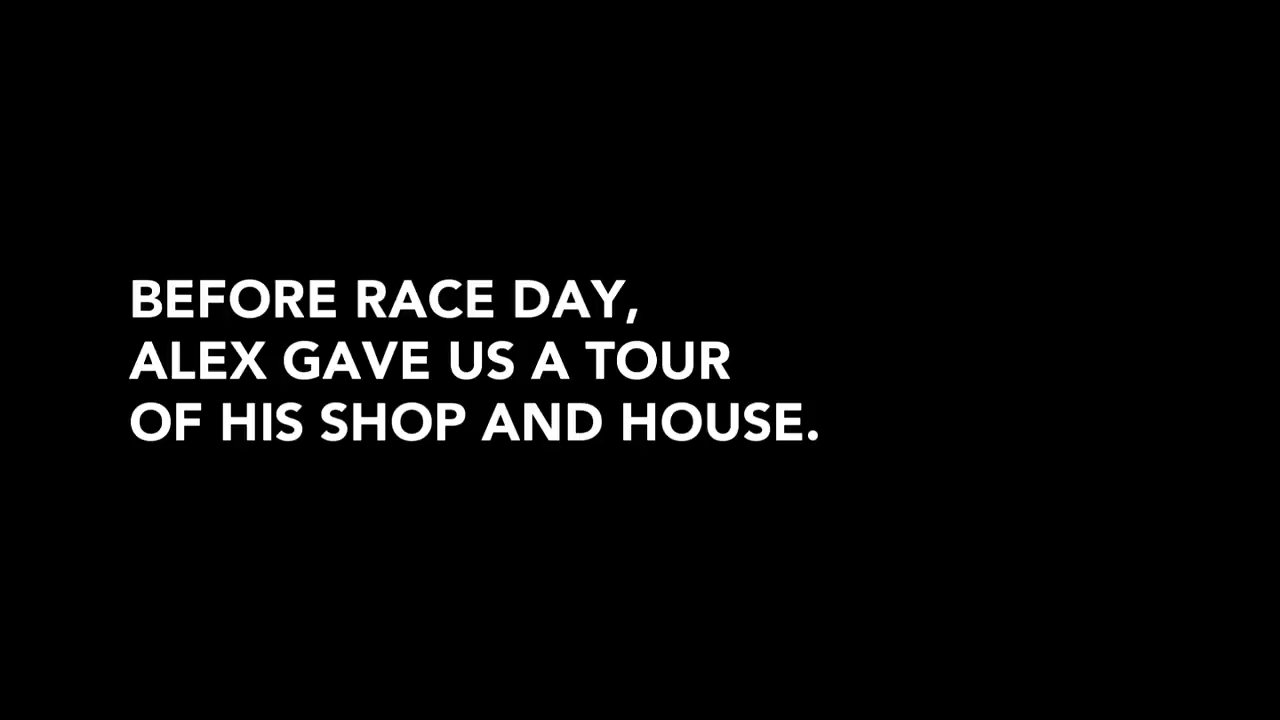 BEFORE RACE DAY,
ALEX GAVE US A TOUR
OF HIS SHOP AND HOUSE.